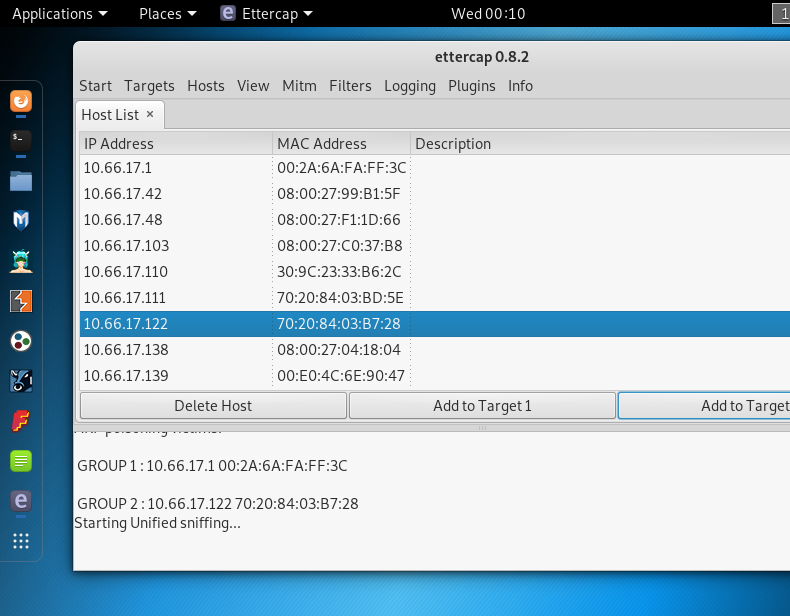 Applications Places Ettercap Wed 00:10 1
ettercap 0.8.2
Start Targets Hosts View Mitm Filters Logging Plugins Info
Host List ×
IP Address MAC Address Description
10.66.17.1 00:2A:6A:FA:FF:3C
10.66.17.42 08:00:27:99:B1:5F
10.66.17.48 08:00:27:F1:1D:66
10.66.17.103 08:00:27:C0:37:B8
10.66.17.110 30:9C:23:33:B6:2C
10.66.17.111 70:20:84:03:BD:5E
10.66.17.122 70:20:84:03:B7:28
10.66.17.138 08:00:27:04:18:04
10.66.17.139 00:E0:4C:6E:90:47
Delete Host Add to Target 1 Add to Target
ARP poisoning victims:
GROUP 1 : 10.66.17.1 00:2A:6A:FA:FF:3C
GROUP 2 : 10.66.17.122 70:20:84:03:B7:28
Starting Unified sniffing...